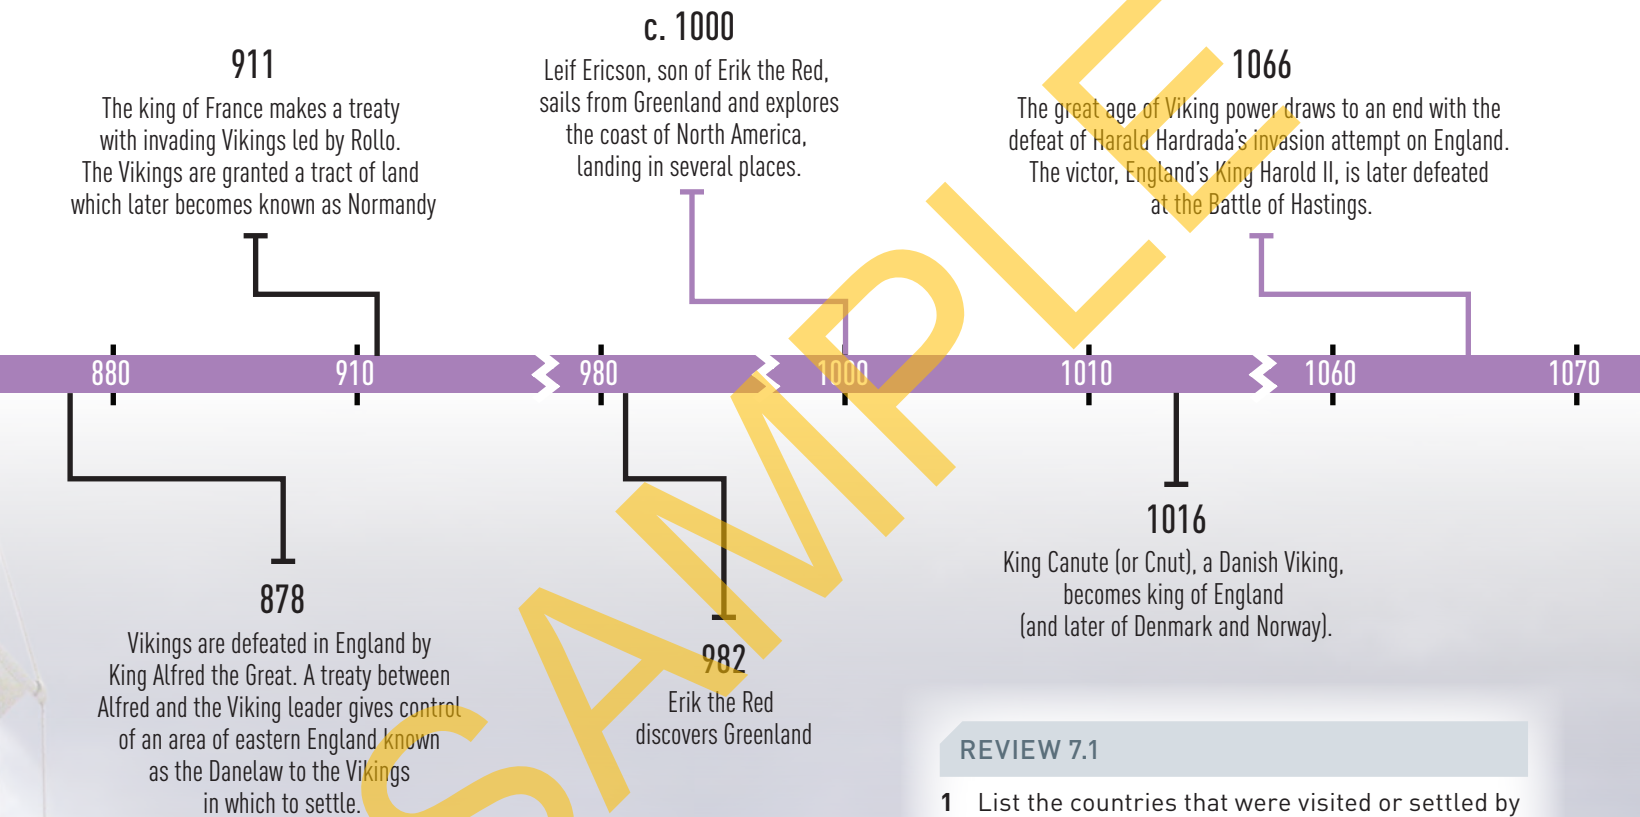 911
The king of France makes a treaty
with invading Vikings led by Rollo.
The Vikings are granted a tract of land
which later becomes known as Normandy
c. 1000
Leif Ericson, son of Erik the Red,
sails from Greenland and explores
the coast of North America,
landing in several places.
1066
The great age of Viking power draws to an end with the
defeat of Harald Hardrada's invasion attempt on England.
The victor, England's King Harold II, is later defeated
at the Battle of Hastings.
880 910 980 1000 1010 1060 1070
878
Vikings are defeated in England by
King Alfred the Great. A treaty between
Alfred and the Viking leader gives control
of an area of eastern England known
as the Danelaw to the Vikings
in which to settle.
982
Erik the Red
discovers Greenland
1016
King Canute (or Cnut), a Danish Viking,
becomes king of England
(and later of Denmark and Norway).
REVIEW 7.1
1 List the countries that were visited or settled by
SAMPLE